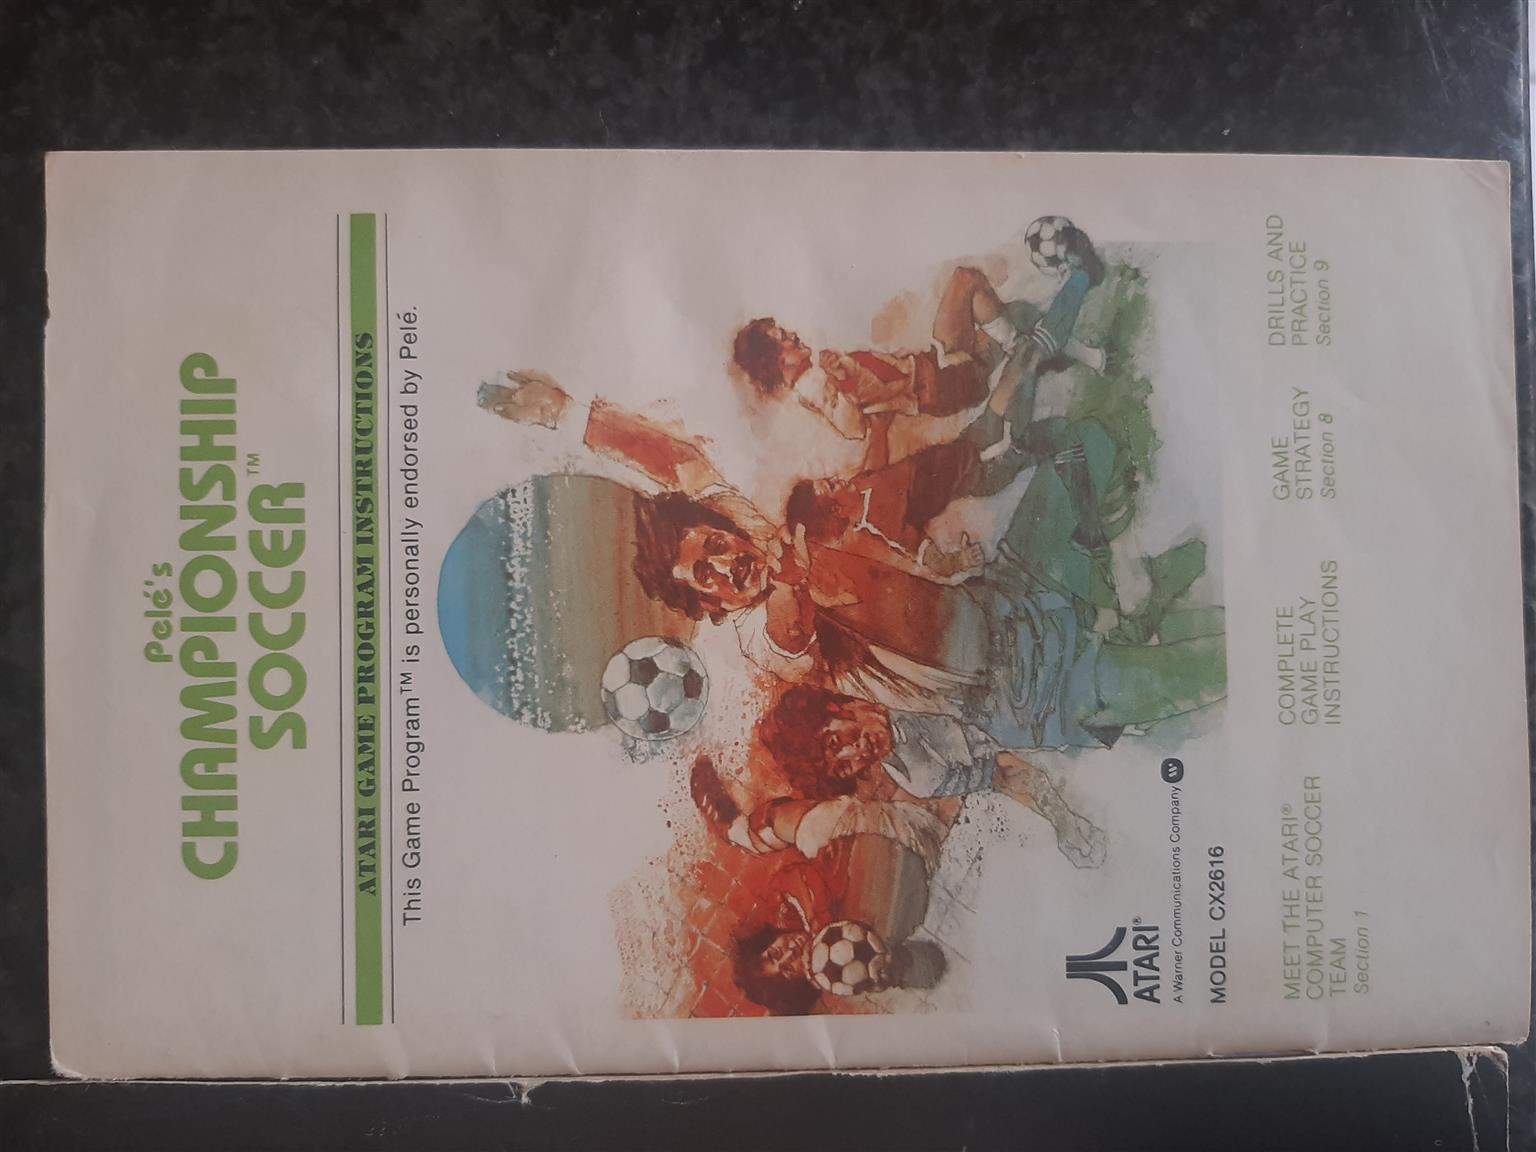 Pelé's
CHAMPIONSHIP
SOCCER™
ATARI GAME PROGRAM INSTRUCTIONS
This Game Program™ is personally endorsed by Pelé.
1
ATARI®
A Warner Communications Company
MODEL CX2616
MEET THE ATARI®
COMPUTER SOCCER
TEAM
Section 1
COMPLETE
GAME PLAY
INSTRUCTIONS
GAME
STRATEGY
Section 8
DRILLS AND
PRACTICE
Section 9